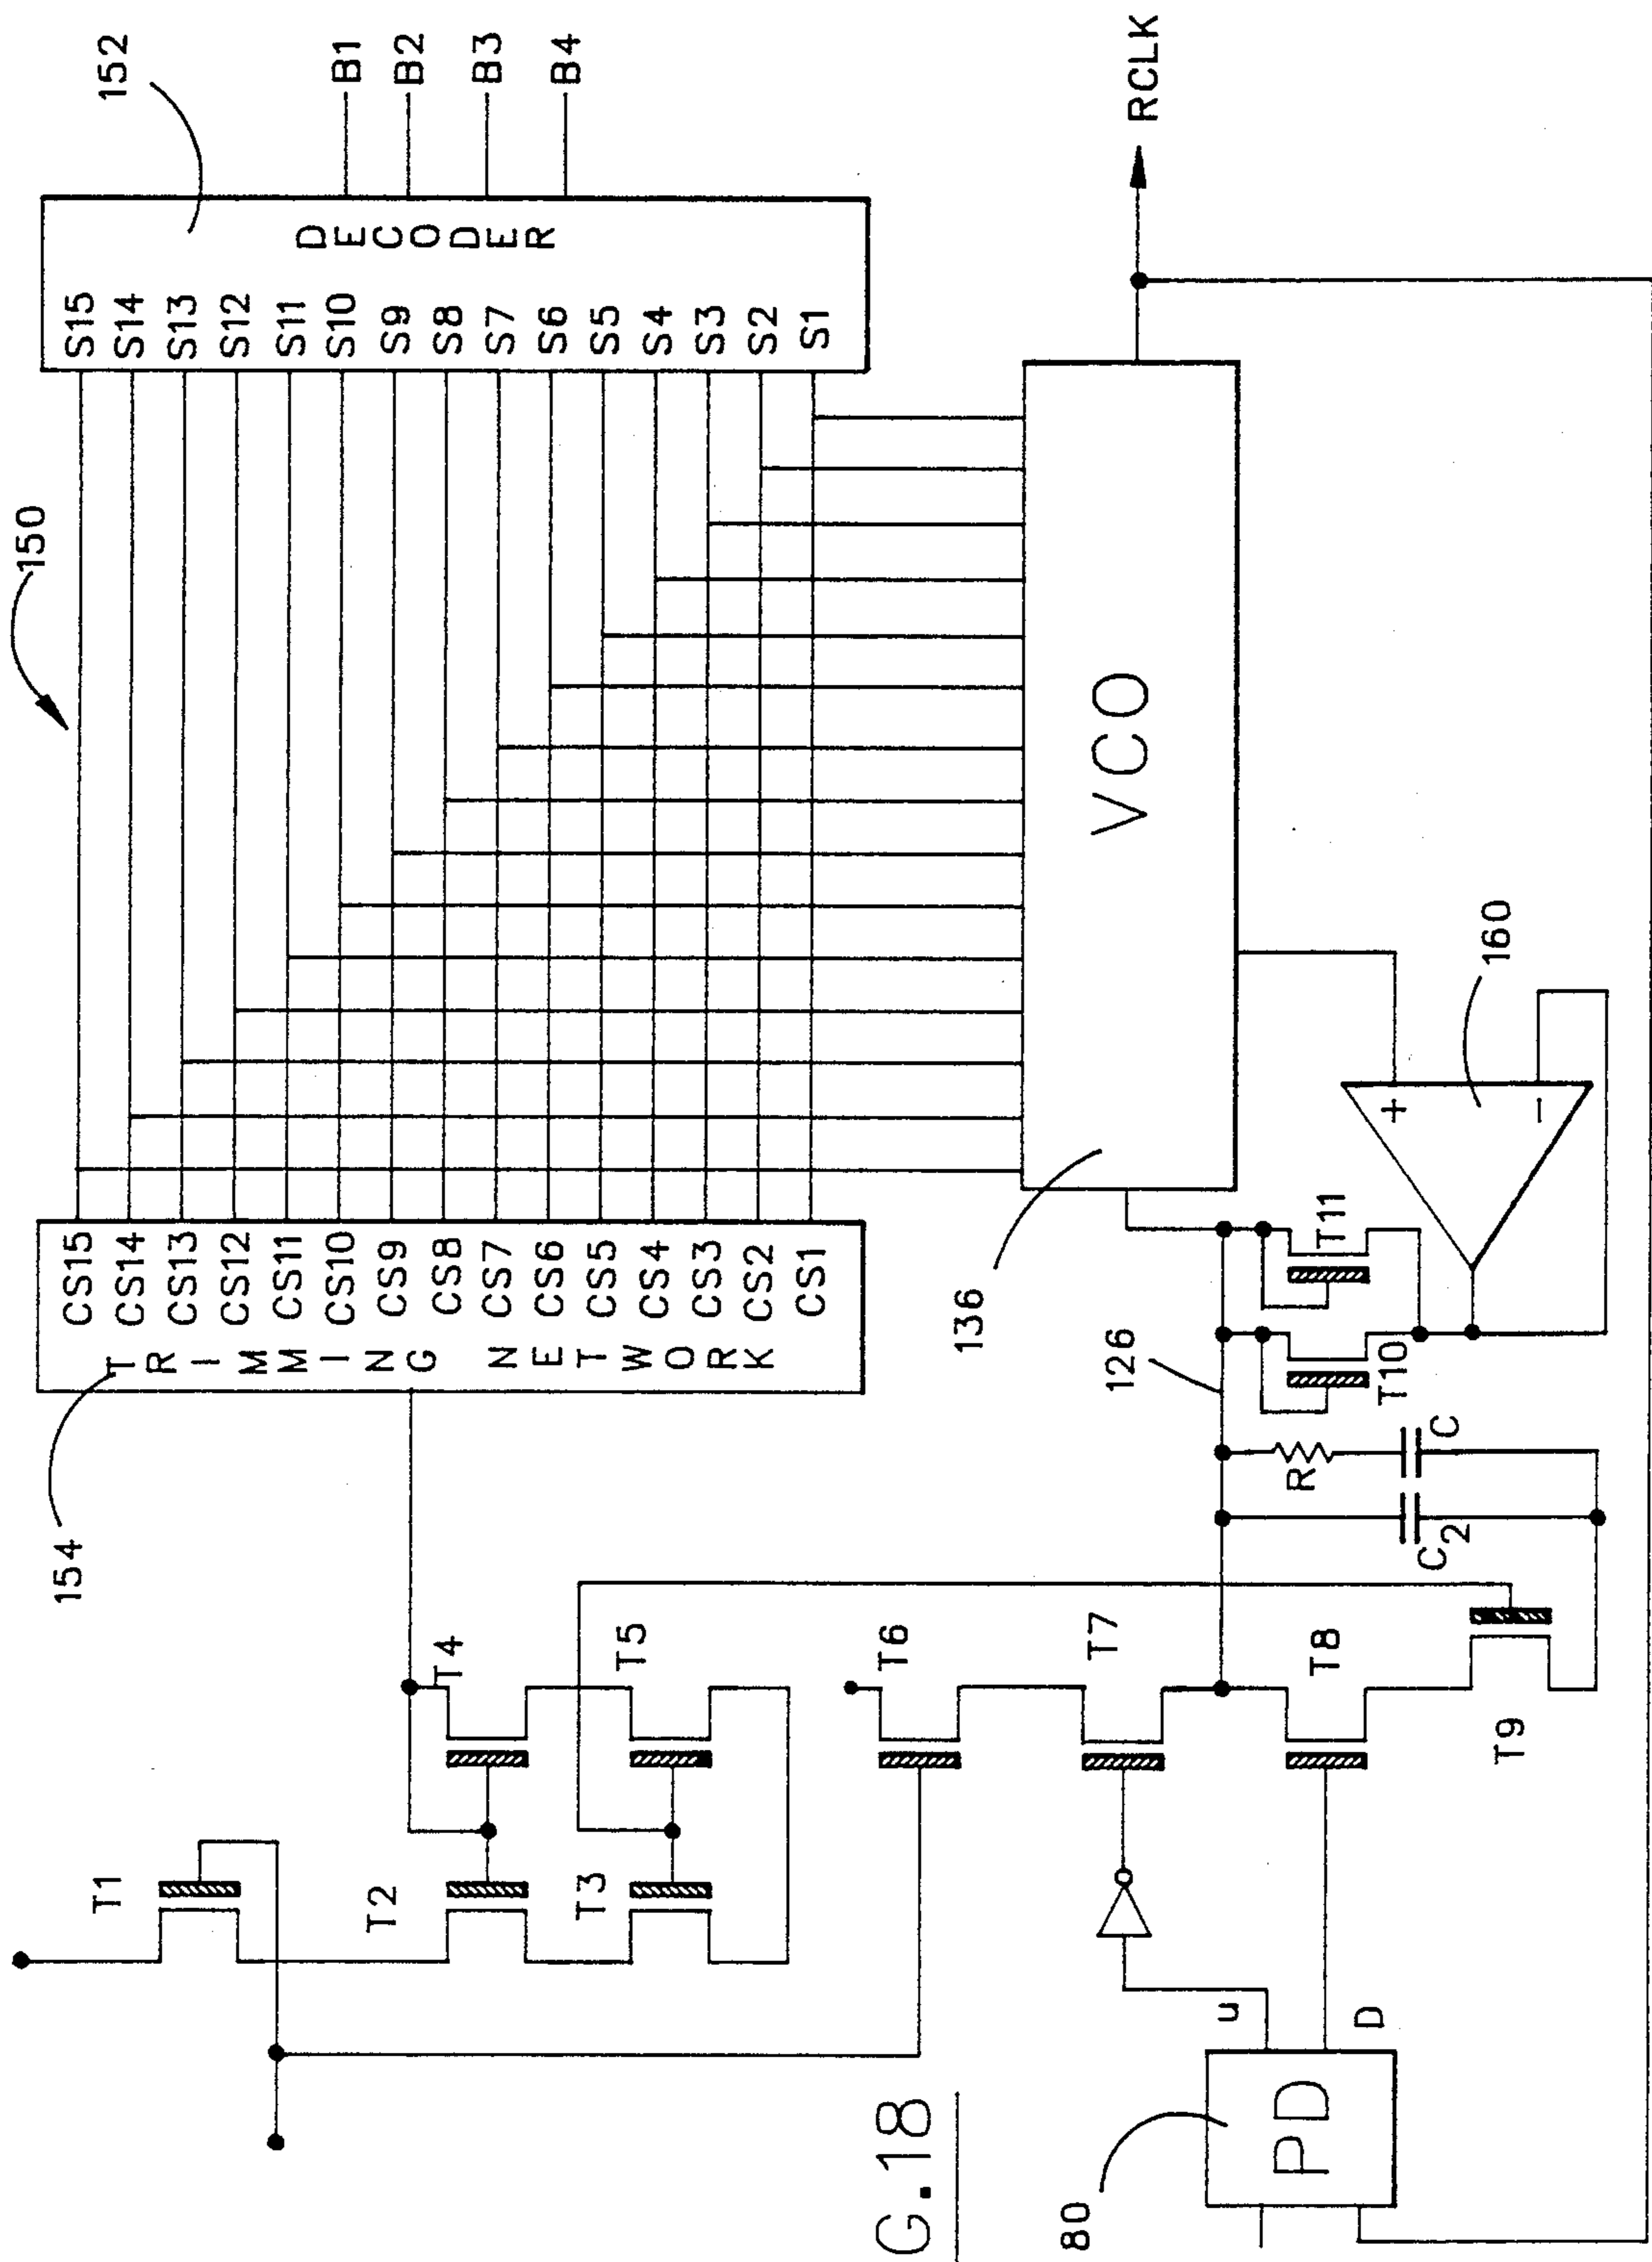 150
152
S15
S14
S13
S12
S11
S10
S9
S8
S7
S6
S5
S4
S3
S2
S1
DECODER
B1
B2
B3
B4
154
TRIMMING NETWORK
CS15
CS14
CS13
CS12
CS11
CS10
CS9
CS8
CS7
CS6
CS5
CS4
CS3
CS2
CS1
T1
T2
T3
T4
T5
T6
T7
T8
T9
126
136
VCO
RCLK
R
C
C2
T10
T11
+
−
160
80
PD
u
D
G.18